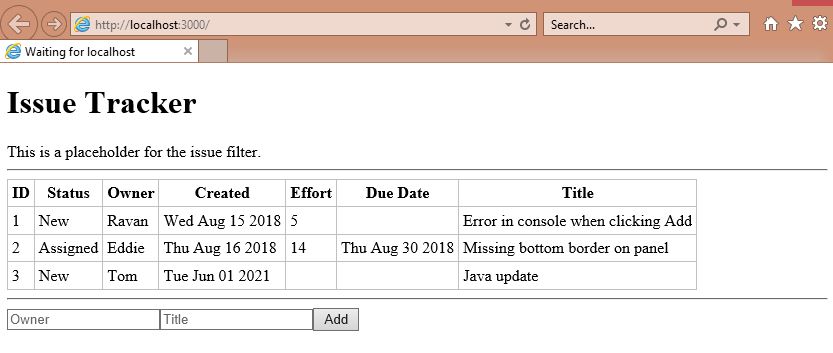 http://localhost:3000/ Search...
Waiting for localhost
Issue Tracker
This is a placeholder for the issue filter.
ID Status Owner Created Effort Due Date Title
1 New Ravan Wed Aug 15 2018 5 Error in console when clicking Add
2 Assigned Eddie Thu Aug 16 2018 14 Thu Aug 30 2018 Missing bottom border on panel
3 New Tom Tue Jun 01 2021 Java update
Owner Title Add